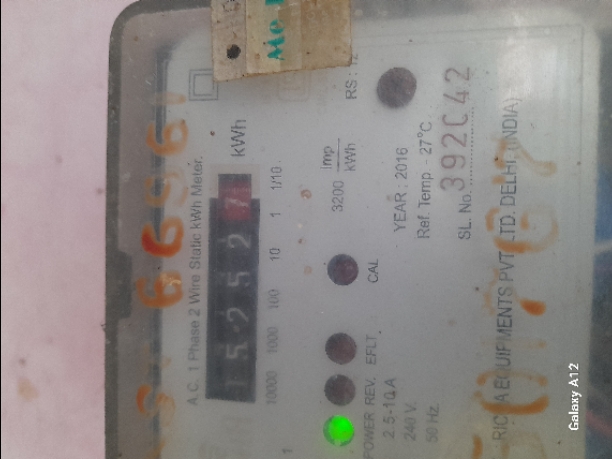 A.C. 1 Phase 2 Wire Static kWh Meter.
1 5 2 5 2 7 kWh
10000 1000 100 10 1 1/10
3200 imp/kWh
CAL
EFLT
REV.
POWER
2.5-10A
240 V.
50 Hz
YEAR : 2016
Ref. Temp - 27°C
SL. No. 392042
EQUIPMENTS PVT. LTD. DELHI (INDIA)
Galaxy A12